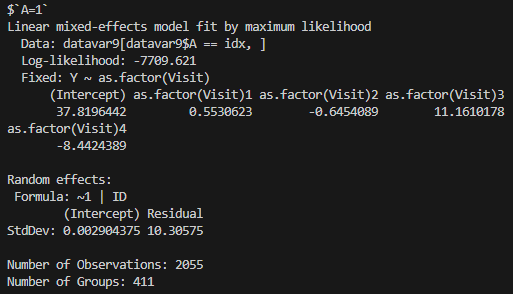 $`A=1`
Linear mixed-effects model fit by maximum likelihood
  Data: datavar9[datavar9$A == idx, ]
  Log-likelihood: -7709.621
  Fixed: Y ~ as.factor(Visit)
      (Intercept) as.factor(Visit)1 as.factor(Visit)2 as.factor(Visit)3
       37.8196442         0.5530623        -0.6454089        11.1610178
as.factor(Visit)4
       -8.4424389

Random effects:
 Formula: ~1 | ID
        (Intercept) Residual
StdDev: 0.002904375 10.30575

Number of Observations: 2055
Number of Groups: 411